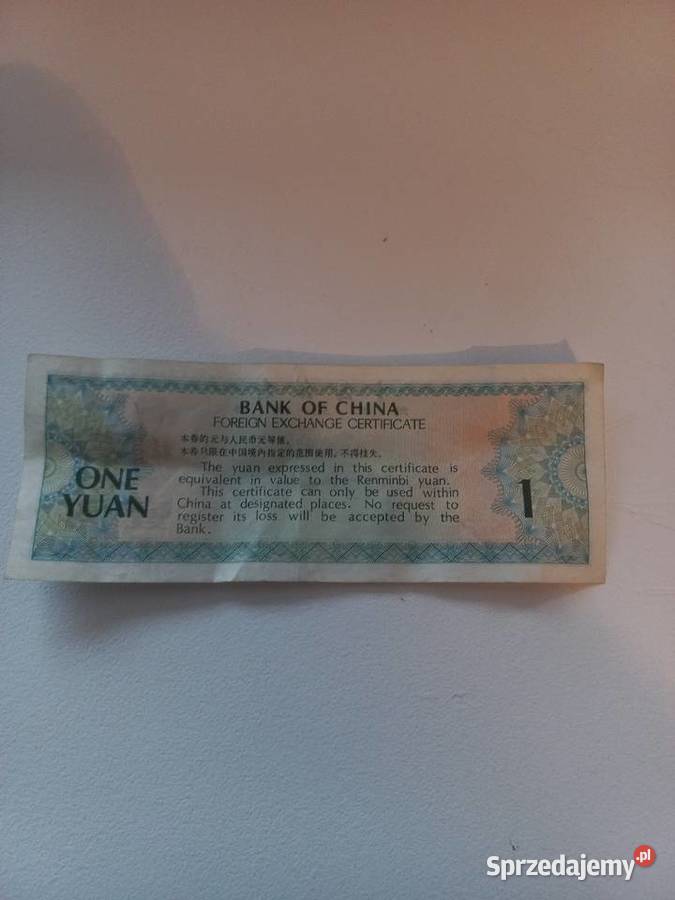 BANK OF CHINA
FOREIGN EXCHANGE CERTIFICATE
本券的元与人民币元等值。
本券只限在中国境内指定的范围使用,不得挂失。
The yuan expressed in this certificate is
equivalent in value to the Renminbi yuan.
This certificate can only be used within
China at designated places. No request to
register its loss will be accepted by the
Bank.
ONE
YUAN
1
Sprzedajemy.pl